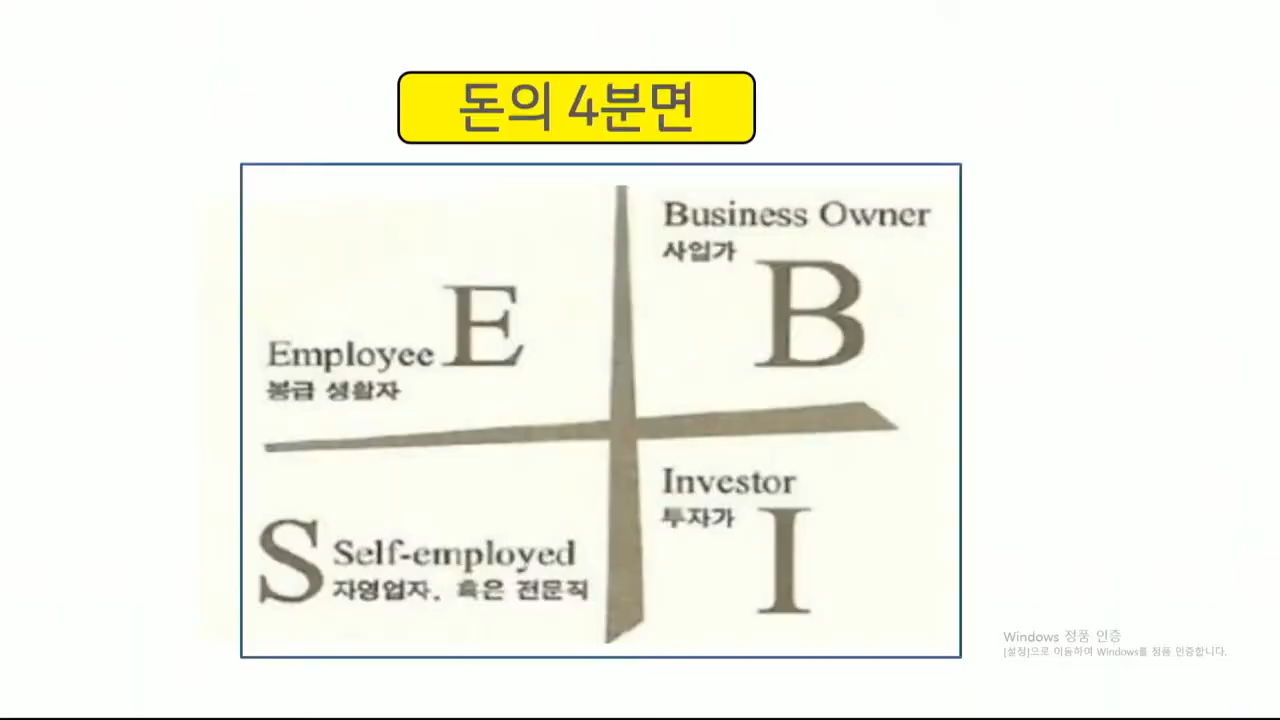 돈의 4분면
Employee
봉급 생활자
E
Business Owner
사업가
B
S
Self-employed
자영업자, 혹은 전문직
Investor
투자가
I
Windows 정품 인증
[설정]으로 이동하여 Windows를 정품 인증합니다.